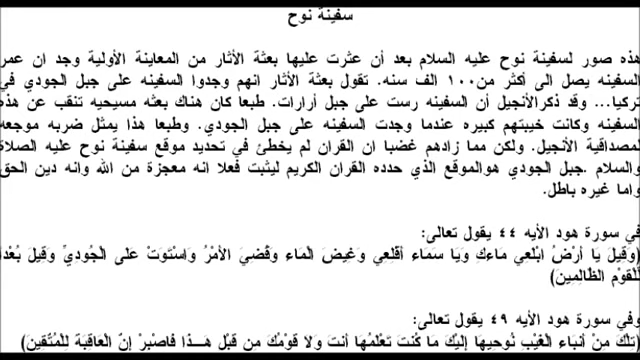 سفينة نوح
هذه صور لسفينة نوح عليه السلام بعد أن عثرت عليها بعثة الأثار من المعاينة الأولية وجد ان عمر
السفينه يصل الى أكثر من١٠٠ الف سنه. تقول بعثة الأثار انهم وجدوا السفينه على جبل الجودي في
تركيا... وقد ذكرالأنجيل أن السفينه رست على جبل أرارات. طبعا كان هناك بعثه مسيحيه تنقب عن هذه
السفينه وكانت خيبتهم كبيره عندما وجدت السفينه على جبل الجودي. وطبعا هذا يمثل ضربه موجعه
لمصداقية الأنجيل. ولكن مما زادهم غضبا ان القران لم يخطئ في تحديد موقع سفينة نوح عليه الصلاة
والسلام .جبل الجودي هوالموقع الذي حدده القران الكريم ليثبت فعلا انه معجزة من الله وانه دين الحق
واما غيره باطل.
في سورة هود الأيه ٤٤ يقول تعالى:
(وَقِيلَ يَا أَرْضُ ابْلَعِي مَاءَكِ وَيَا سَمَاءُ أَقْلِعِي وَغِيضَ الْمَاءُ وَقُضِيَ الأَمْرُ وَاسْتَوَتْ عَلَى الْجُودِيِّ وَقِيلَ بُعْدًا
لِّلْقَوْمِ الظَّالِمِينَ)
وفي سورة هود الأيه ٤٩ يقول تعالى:
(تِلْكَ مِنْ أَنبَاءِ الْغَيْبِ نُوحِيهَا إِلَيْكَ مَا كُنتَ تَعْلَمُهَا أَنتَ وَلَا قَوْمُكَ مِن قَبْلُ هَـذَا فَاصْبِرْ إِنَّ الْعَاقِبَةَ لِلْمُتَّقِينَ)